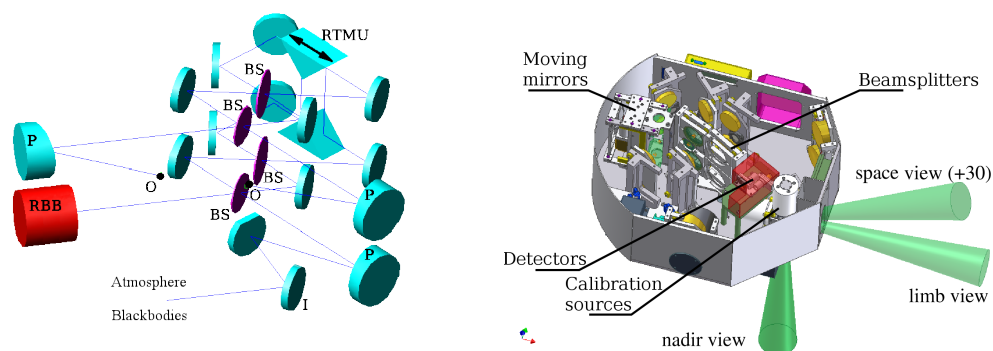 RTMU
BS
BS
P
O
BS
O
RBB
BS
P
P
Atmosphere
I
Blackbodies
Moving
mirrors
Beamsplitters
space view (+30)
Detectors
Calibration
sources
limb view
nadir view